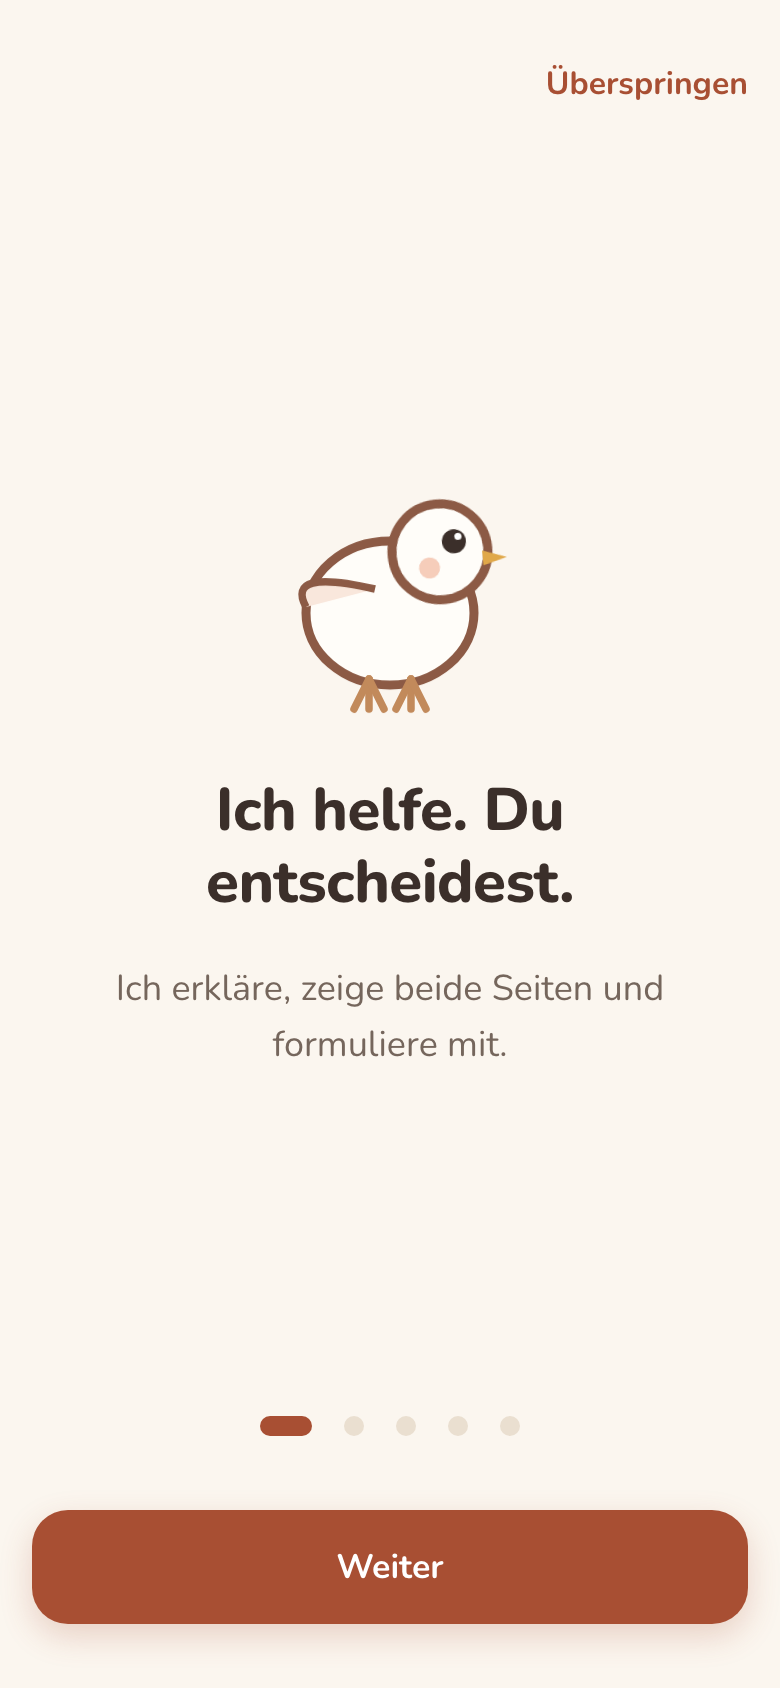 Überspringen
Ich helfe. Du
entscheidest.
Ich erkläre, zeige beide Seiten und
formuliere mit.
Weiter